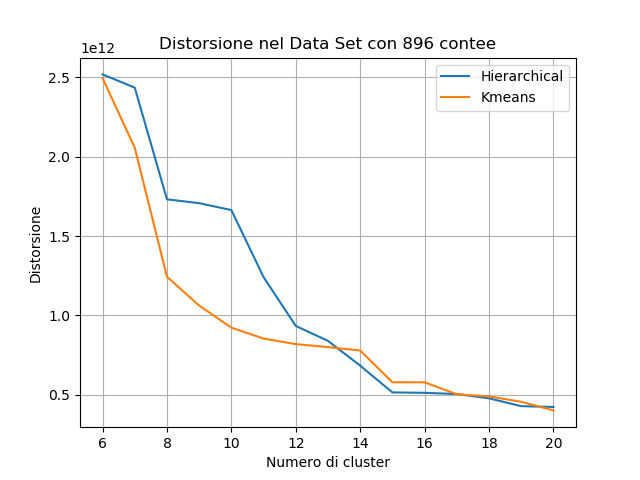 Distorsione nel Data Set con 896 contee
1e12
Hierarchical
Kmeans
2.5
2.0
1.5
1.0
0.5
Distorsione
6 8 10 12 14 16 18 20
Numero di cluster